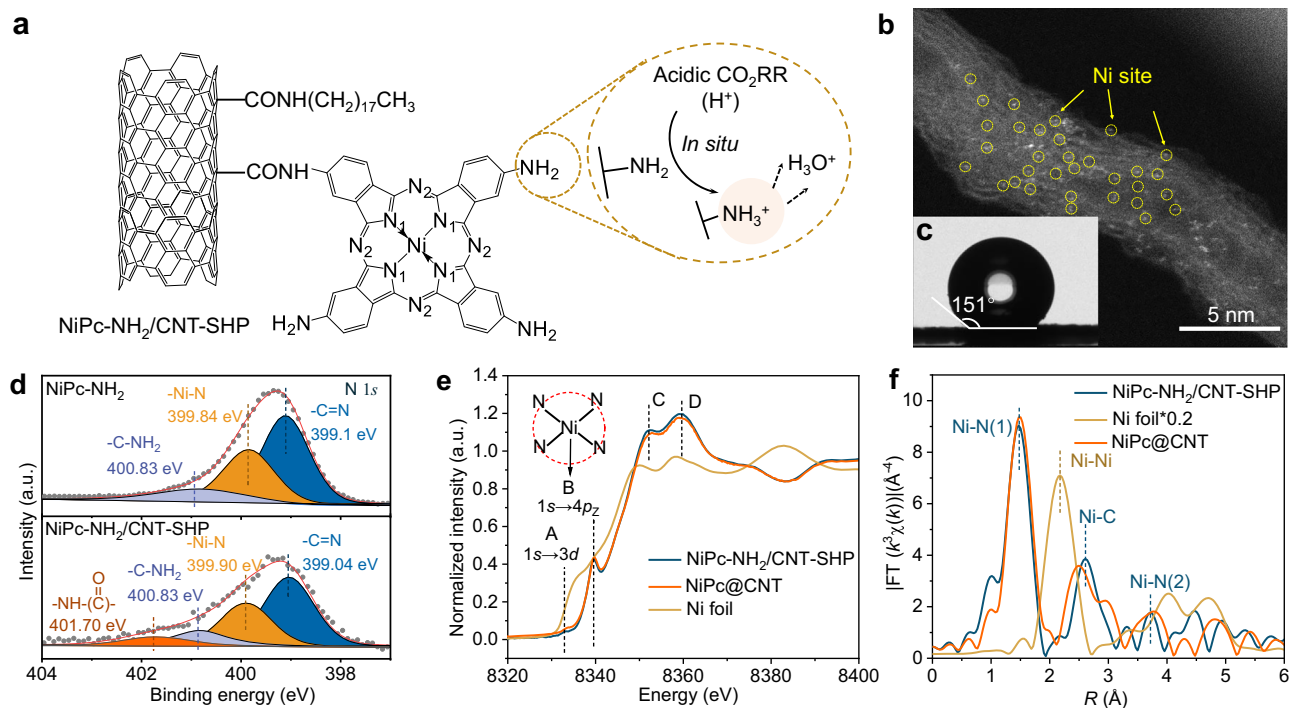 a
CONH(CH2)17CH3
CONH
NH2
N2
N1 N1
N2 Ni N2
N1 N1
N2
H2N
NH2
NiPc-NH2/CNT-SHP
Acidic CO2RR
(H+)
In situ
NH2
H3O+
NH3+
b
Ni site
5 nm
c
151°
d
NiPc-NH2
N 1s
-Ni-N
399.84 eV
-C=N
399.1 eV
-C-NH2
400.83 eV
NiPc-NH2/CNT-SHP
-Ni-N
399.90 eV
-C=N
399.04 eV
-C-NH2
400.83 eV
O
-NH-(C)-
401.70 eV
Intensity (a.u.)
404 402 400 398
Binding energy (eV)
e
1.4
1.2
1.0
0.8
0.6
0.4
0.2
0.0
N N
Ni
N N
B
1s→4pz
A
1s→3d
C D
NiPc-NH2/CNT-SHP
NiPc@CNT
Ni foil
Normalized intensity (a.u.)
8320 8340 8360 8380 8400
Energy (eV)
f
NiPc-NH2/CNT-SHP
Ni foil*0.2
NiPc@CNT
Ni-N(1)
Ni-Ni
Ni-C
Ni-N(2)
|FT (k3χ(k))|(Å-4)
10
8
6
4
2
0
0 1 2 3 4 5 6
R (Å)